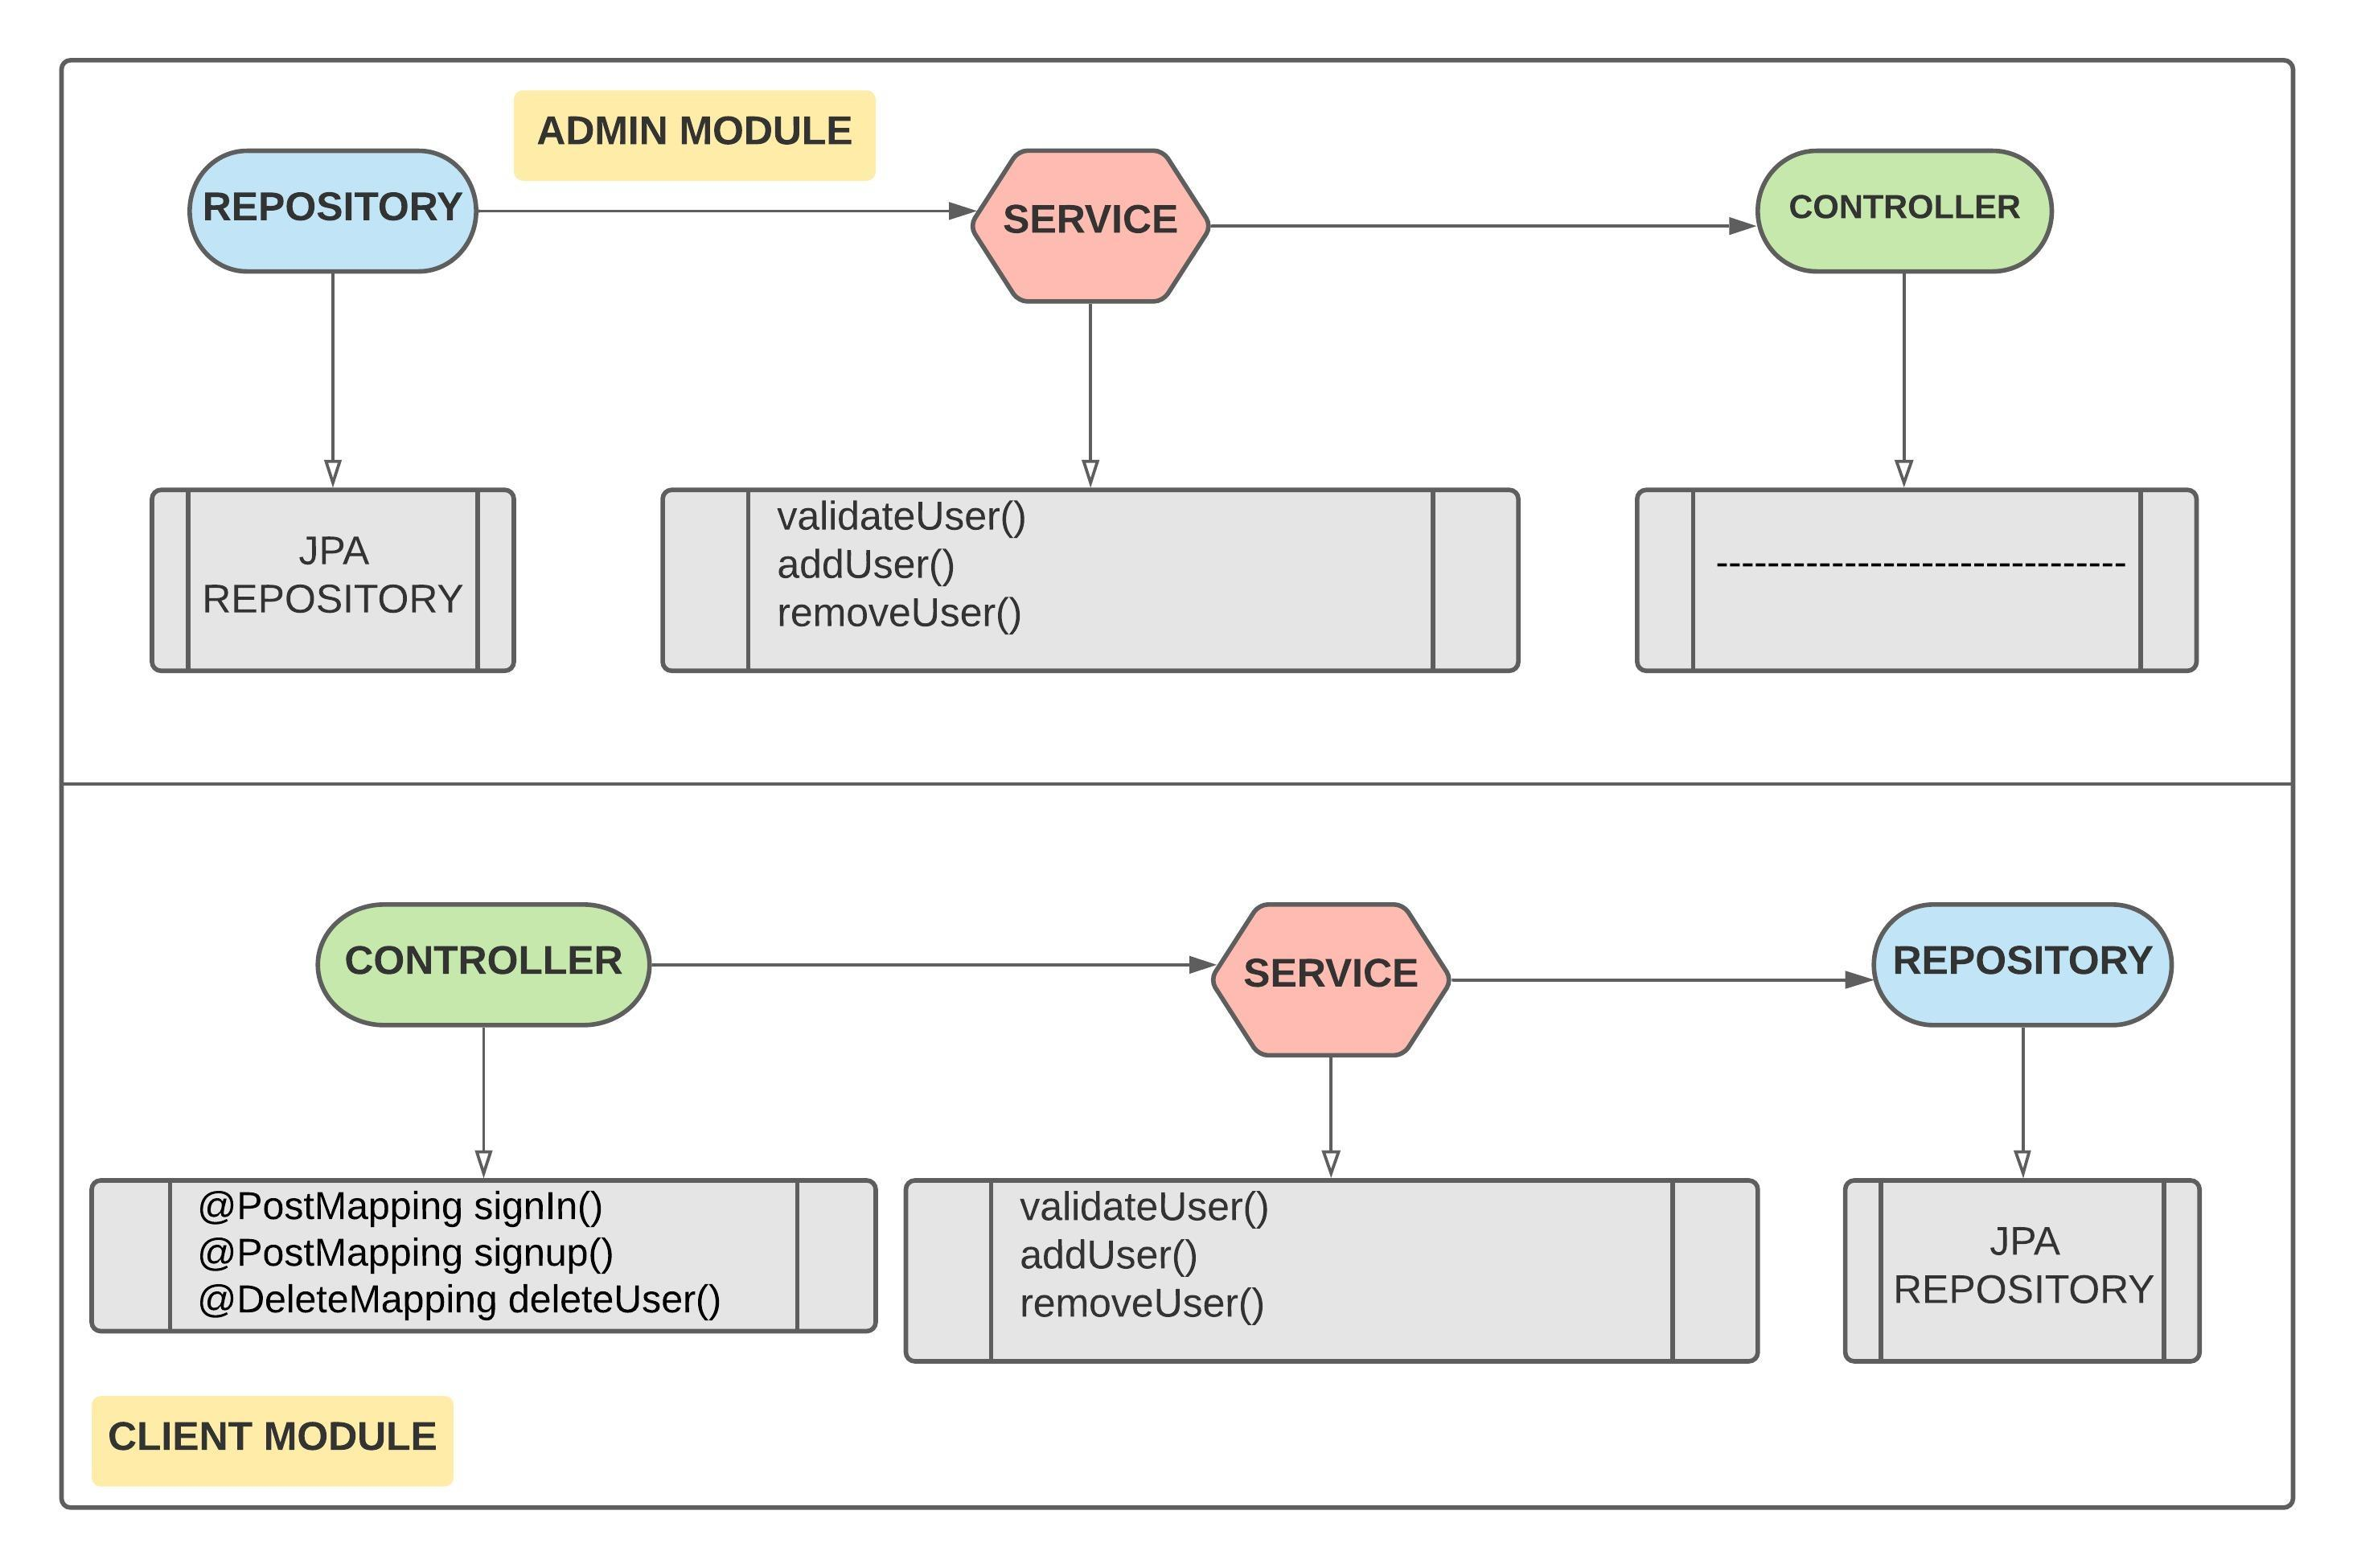 ADMIN MODULE
REPOSITORY
SERVICE
CONTROLLER
JPA
REPOSITORY
validateUser()
addUser()
removeUser()
--------------------------------
CONTROLLER
SERVICE
REPOSITORY
@PostMapping signIn()
@PostMapping signup()
@DeleteMapping deleteUser()
validateUser()
addUser()
removeUser()
JPA
REPOSITORY
CLIENT MODULE